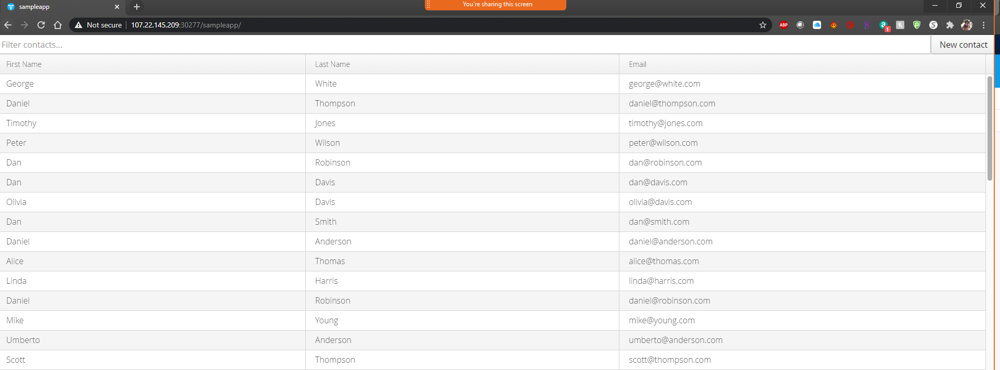 sampleapp
You're sharing this screen
Not secure 107.22.145.209:30277/sampleapp/
ABP
1
Filter contacts... New contact
First Name Last Name Email
George White george@white.com
Daniel Thompson daniel@thompson.com
Timothy Jones timothy@jones.com
Peter Wilson peter@wilson.com
Dan Robinson dan@robinson.com
Dan Davis dan@davis.com
Olivia Davis olivia@davis.com
Dan Smith dan@smith.com
Daniel Anderson daniel@anderson.com
Alice Thomas alice@thomas.com
Linda Harris linda@harris.com
Daniel Robinson daniel@robinson.com
Mike Young mike@young.com
Umberto Anderson umberto@anderson.com
Scott Thompson scott@thompson.com